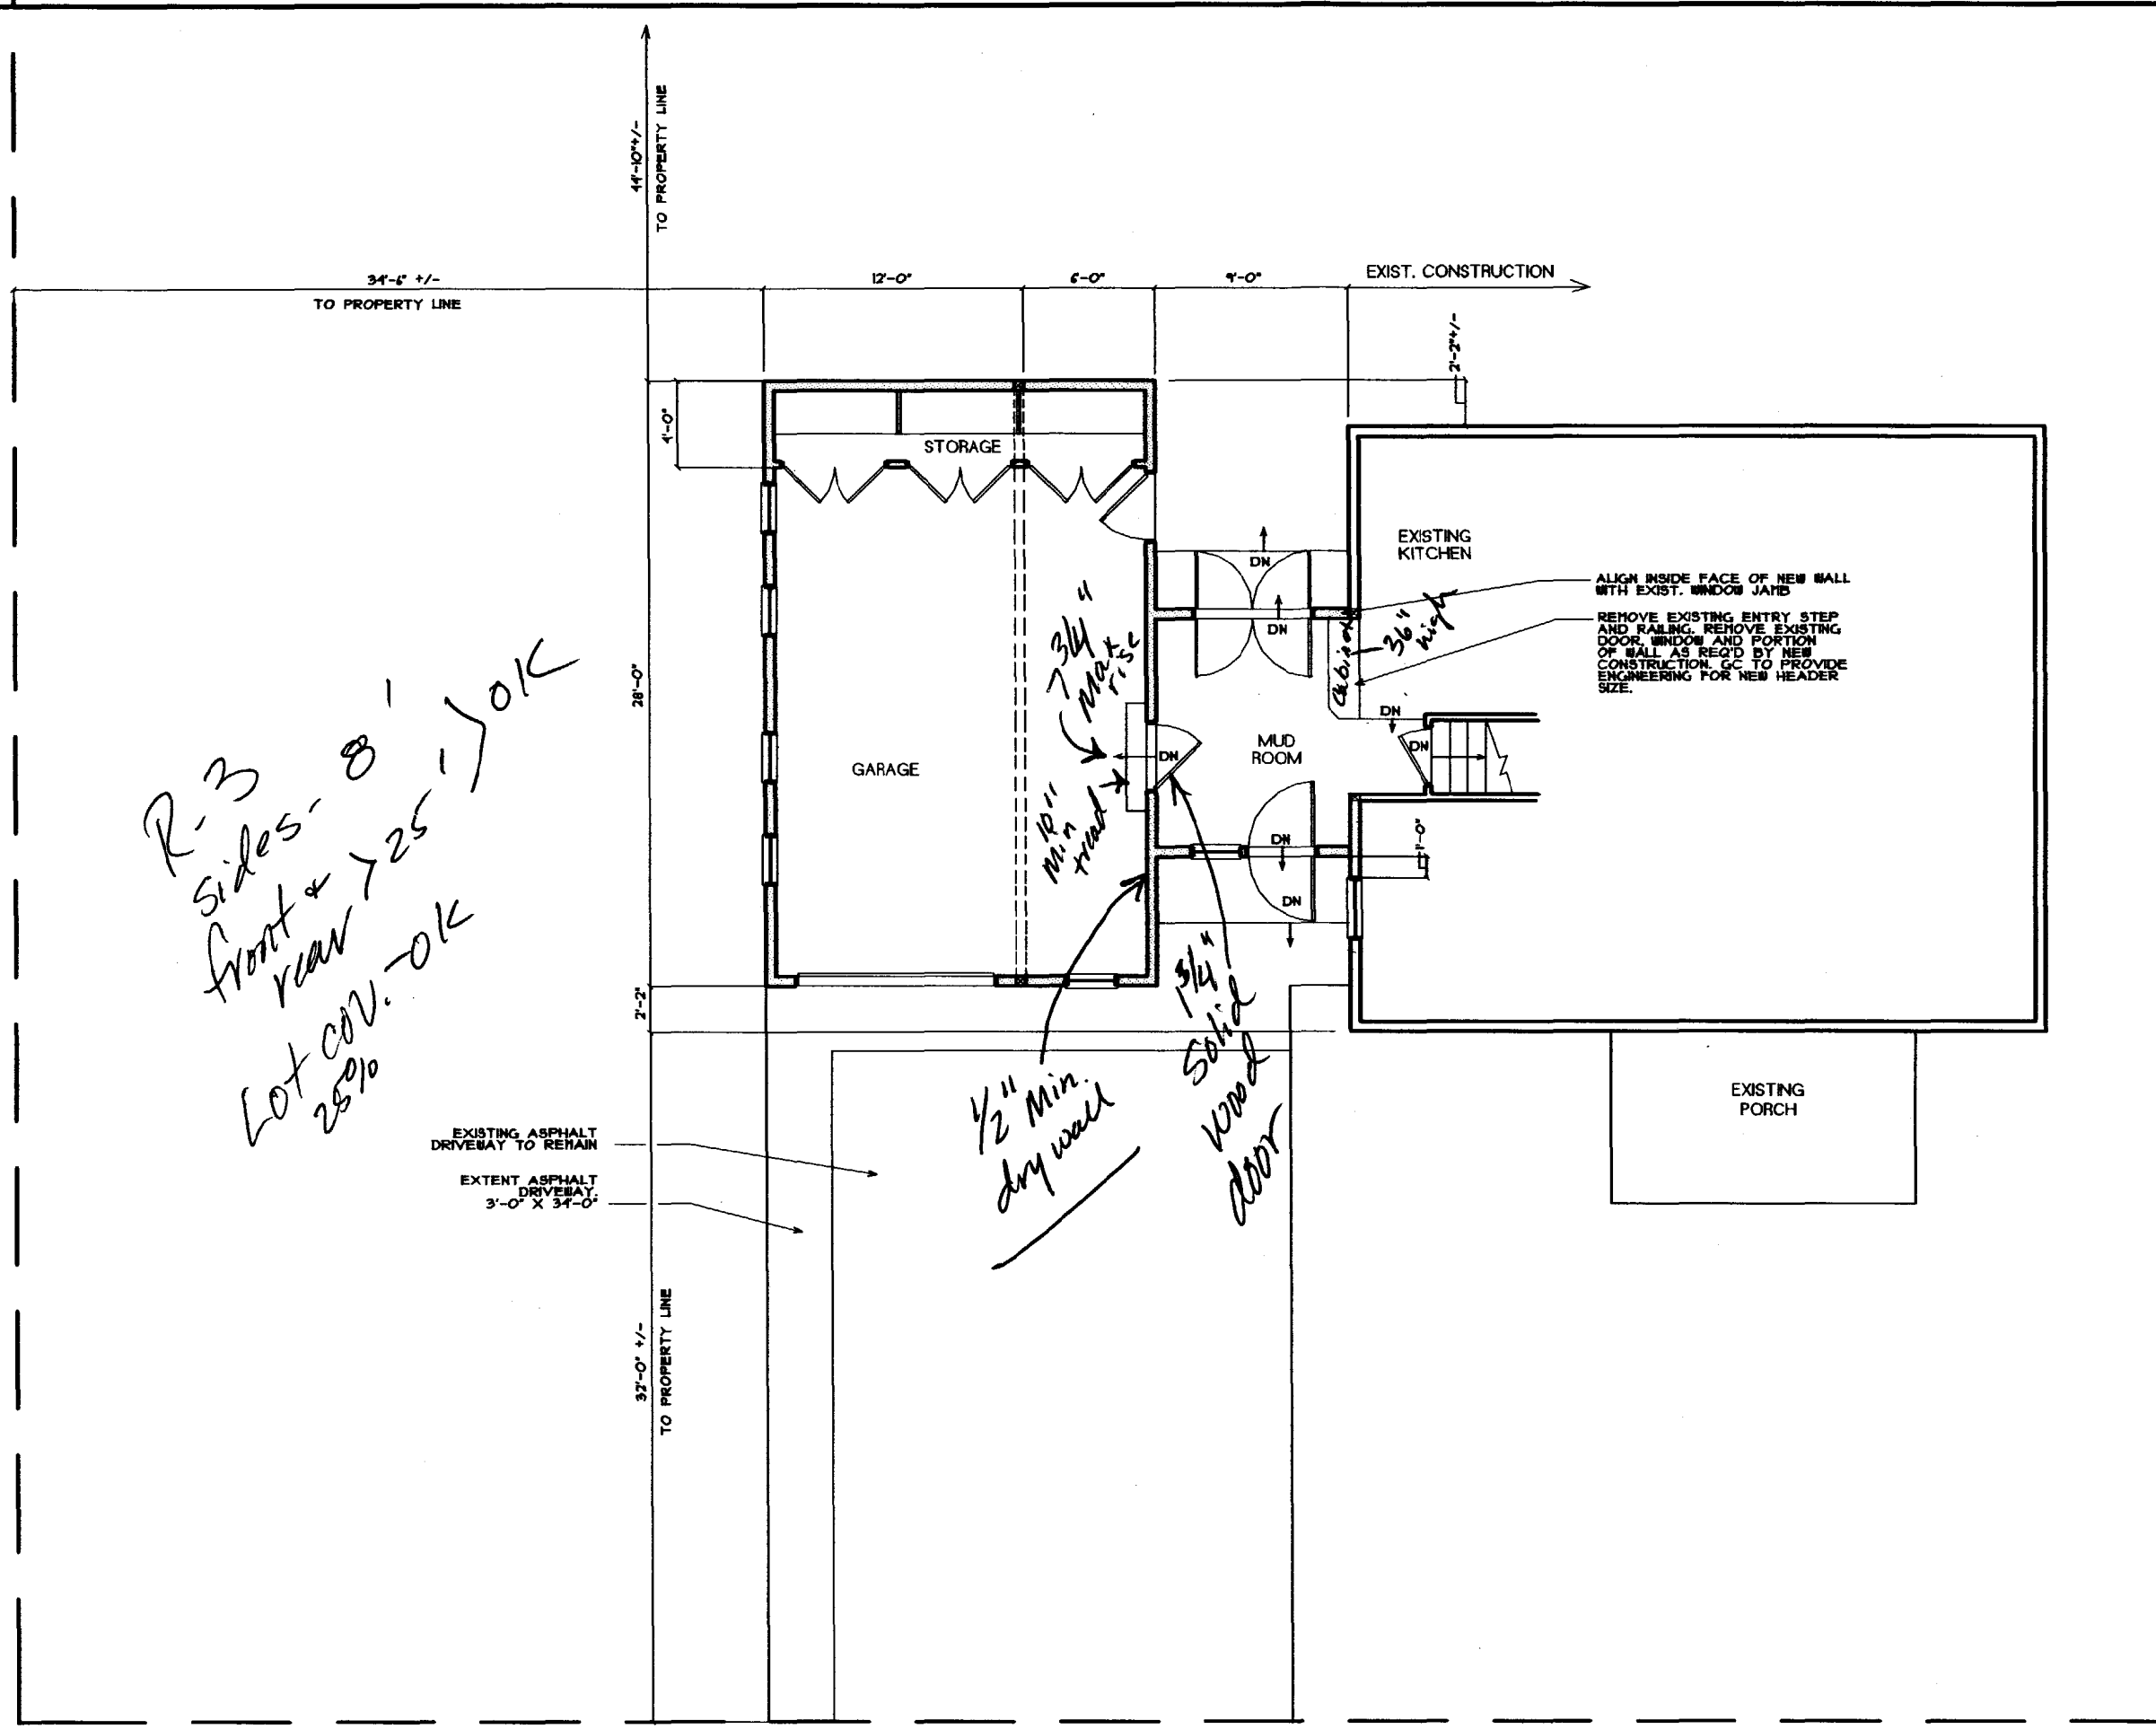 44'-10"+/-
TO PROPERTY LINE
34'-6" +/-
TO PROPERTY LINE
12'-0"
6'-0"
9'-0"
EXIST. CONSTRUCTION
2'-2"+/-
4'-0"
STORAGE
EXISTING
KITCHEN
DN
DN
ALIGN INSIDE FACE OF NEW WALL
WITH EXIST. WINDOW JAMB
REMOVE EXISTING ENTRY STEP
AND RAILING. REMOVE EXISTING
DOOR, WINDOW AND PORTION
OF WALL AS REQ'D BY NEW
CONSTRUCTION. GC TO PROVIDE
ENGINEERING FOR NEW HEADER
SIZE.
36"
high
7 3/4"
Max
rise
28'-0"
DN
DN
DN
MUD
ROOM
GARAGE
10"
Min
tread
R-3
sides - 8'
front &
rear > 25'
OK
Lot cov. - OK
25%
DN
DN
1'-0"
2'-2"
1/2" Min.
dry wall
1 3/4"
Solid
wood
door
EXISTING
PORCH
EXISTING ASPHALT
DRIVEWAY TO REMAIN
EXTENT ASPHALT
DRIVEWAY.
3'-0" X 34'-0"
32'-0" +/-
TO PROPERTY LINE